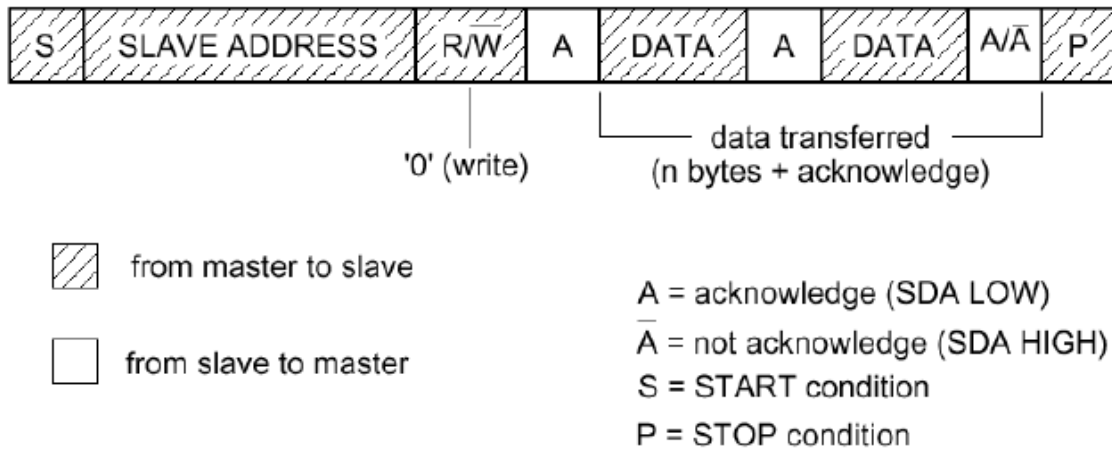 S SLAVE ADDRESS R/W̅ A DATA A DATA A/A̅ P
'0' (write)
data transferred
(n bytes + acknowledge)
from master to slave
from slave to master
A = acknowledge (SDA LOW)
A̅ = not acknowledge (SDA HIGH)
S = START condition
P = STOP condition